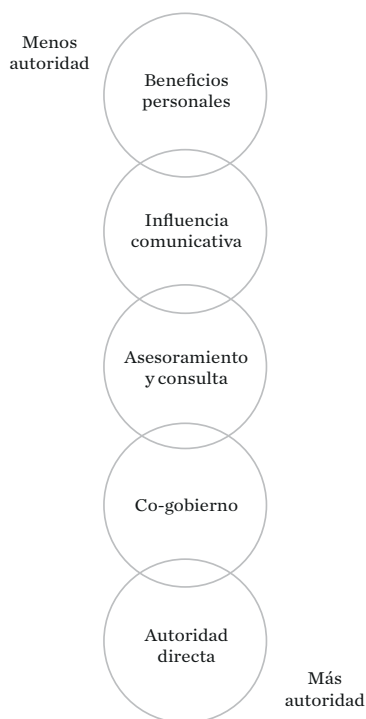 Menos
autoridad
Beneficios
personales
Influencia
comunicativa
Asesoramiento
y consulta
Co-gobierno
Autoridad
directa
Más
autoridad